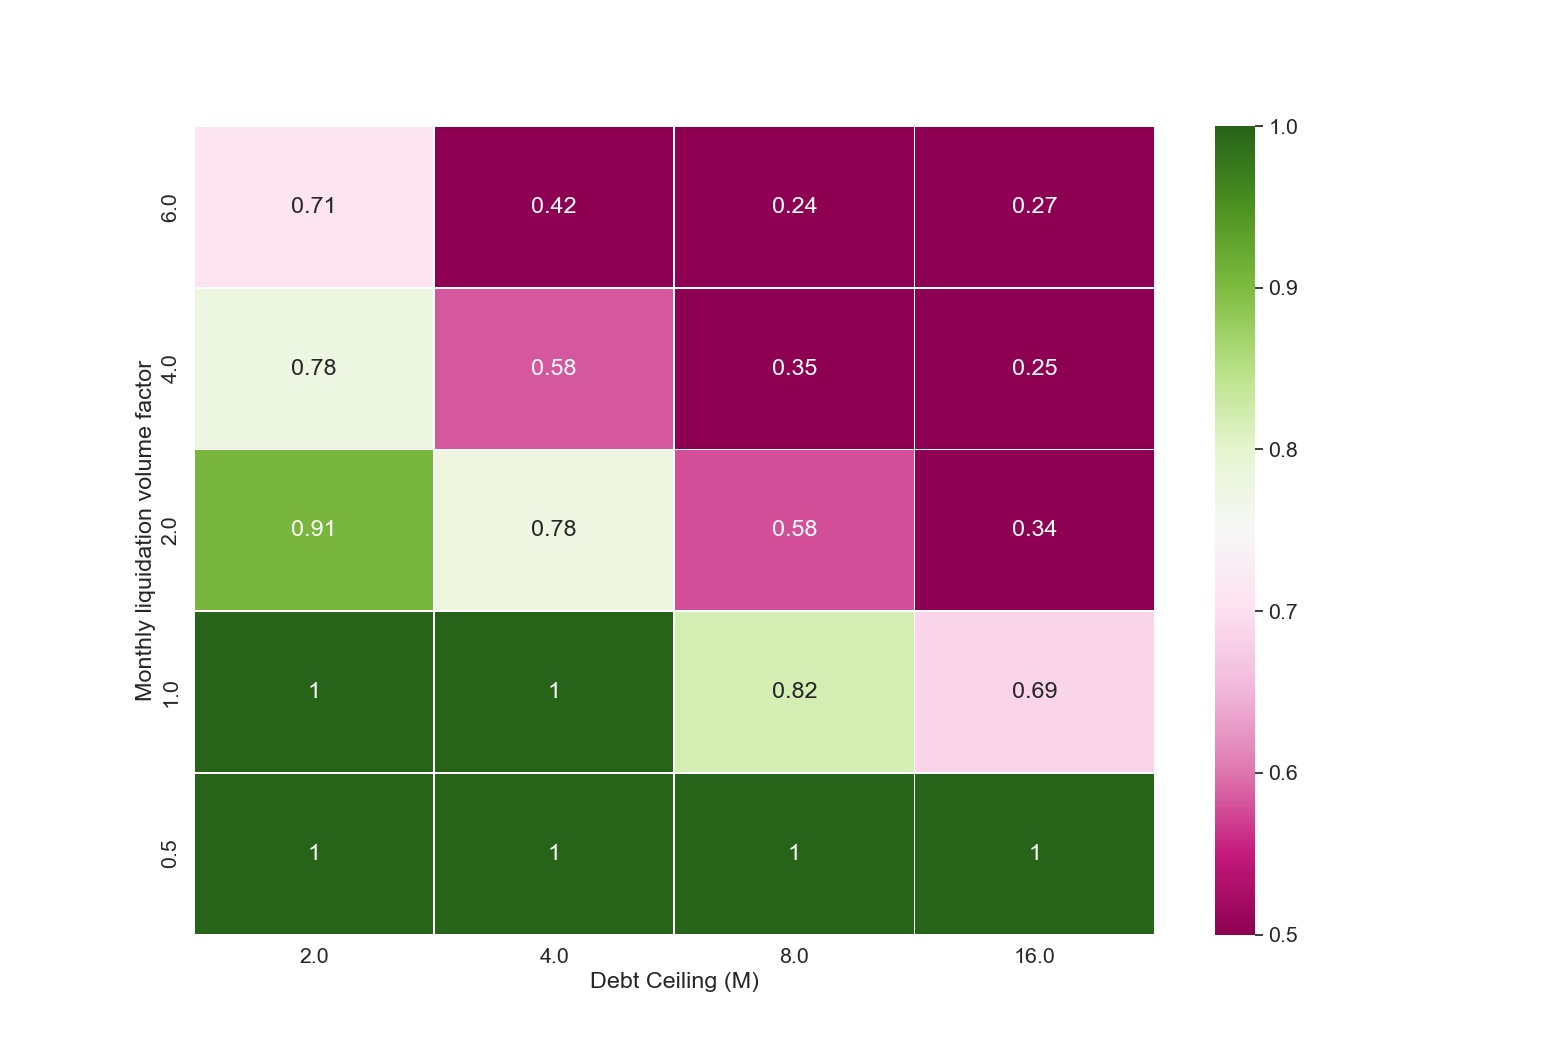 1.0
6.0 0.71 0.42 0.24 0.27
0.9
4.0 0.78 0.58 0.35 0.25
0.8
Monthly liquidation volume factor
2.0 0.91 0.78 0.58 0.34
0.7
1.0 1 1 0.82 0.69
0.6
0.5 1 1 1 1
0.5
2.0 4.0 8.0 16.0
Debt Ceiling (M)